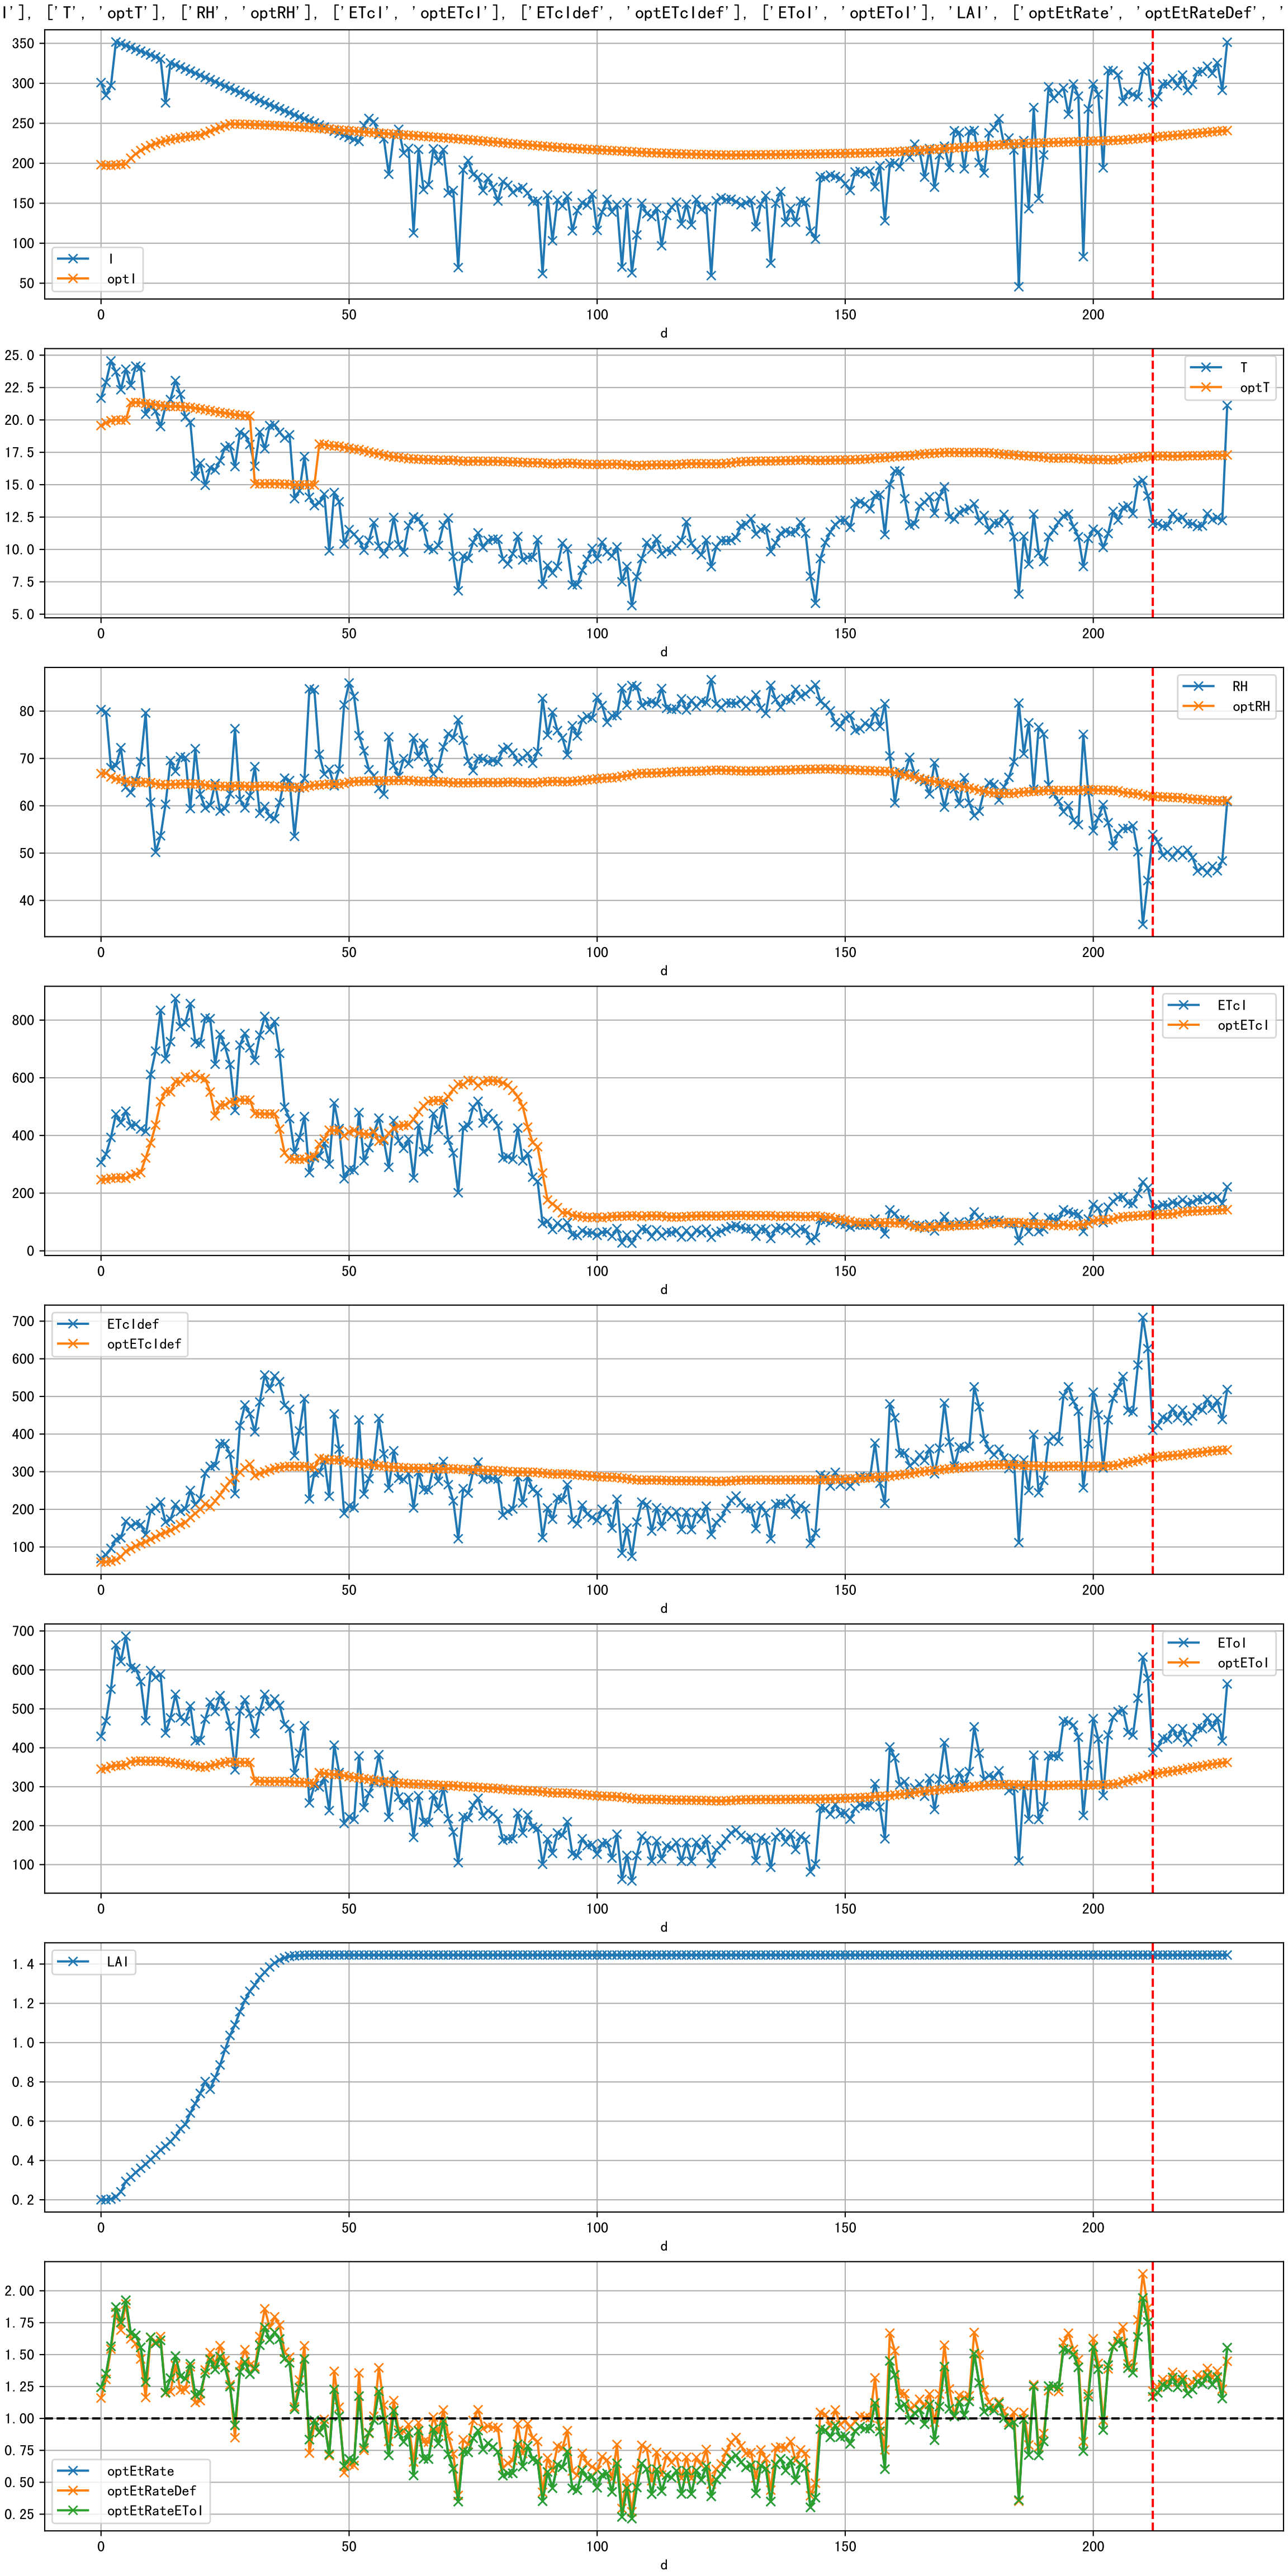 I'], ['T', 'optT'], ['RH', 'optRH'], ['ETcI', 'optETcI'], ['ETcIdef', 'optETcIdef'], ['EToI', 'optEToI'], 'LAI', ['optEtRate', 'optEtRateDef', '
350
300
250
200
150
100
50
I
optI
0 50 100 150 200
d
25.0
22.5
20.0
17.5
15.0
12.5
10.0
7.5
5.0
T
optT
0 50 100 150 200
d
80
70
60
50
40
RH
optRH
0 50 100 150 200
d
800
600
400
200
0
ETcI
optETcI
0 50 100 150 200
d
700
600
500
400
300
200
100
ETcIdef
optETcIdef
0 50 100 150 200
d
700
600
500
400
300
200
100
EToI
optEToI
0 50 100 150 200
d
1.4
1.2
1.0
0.8
0.6
0.4
0.2
LAI
0 50 100 150 200
d
2.00
1.75
1.50
1.25
1.00
0.75
0.50
0.25
optEtRate
optEtRateDef
optEtRateEToI
0 50 100 150 200
d